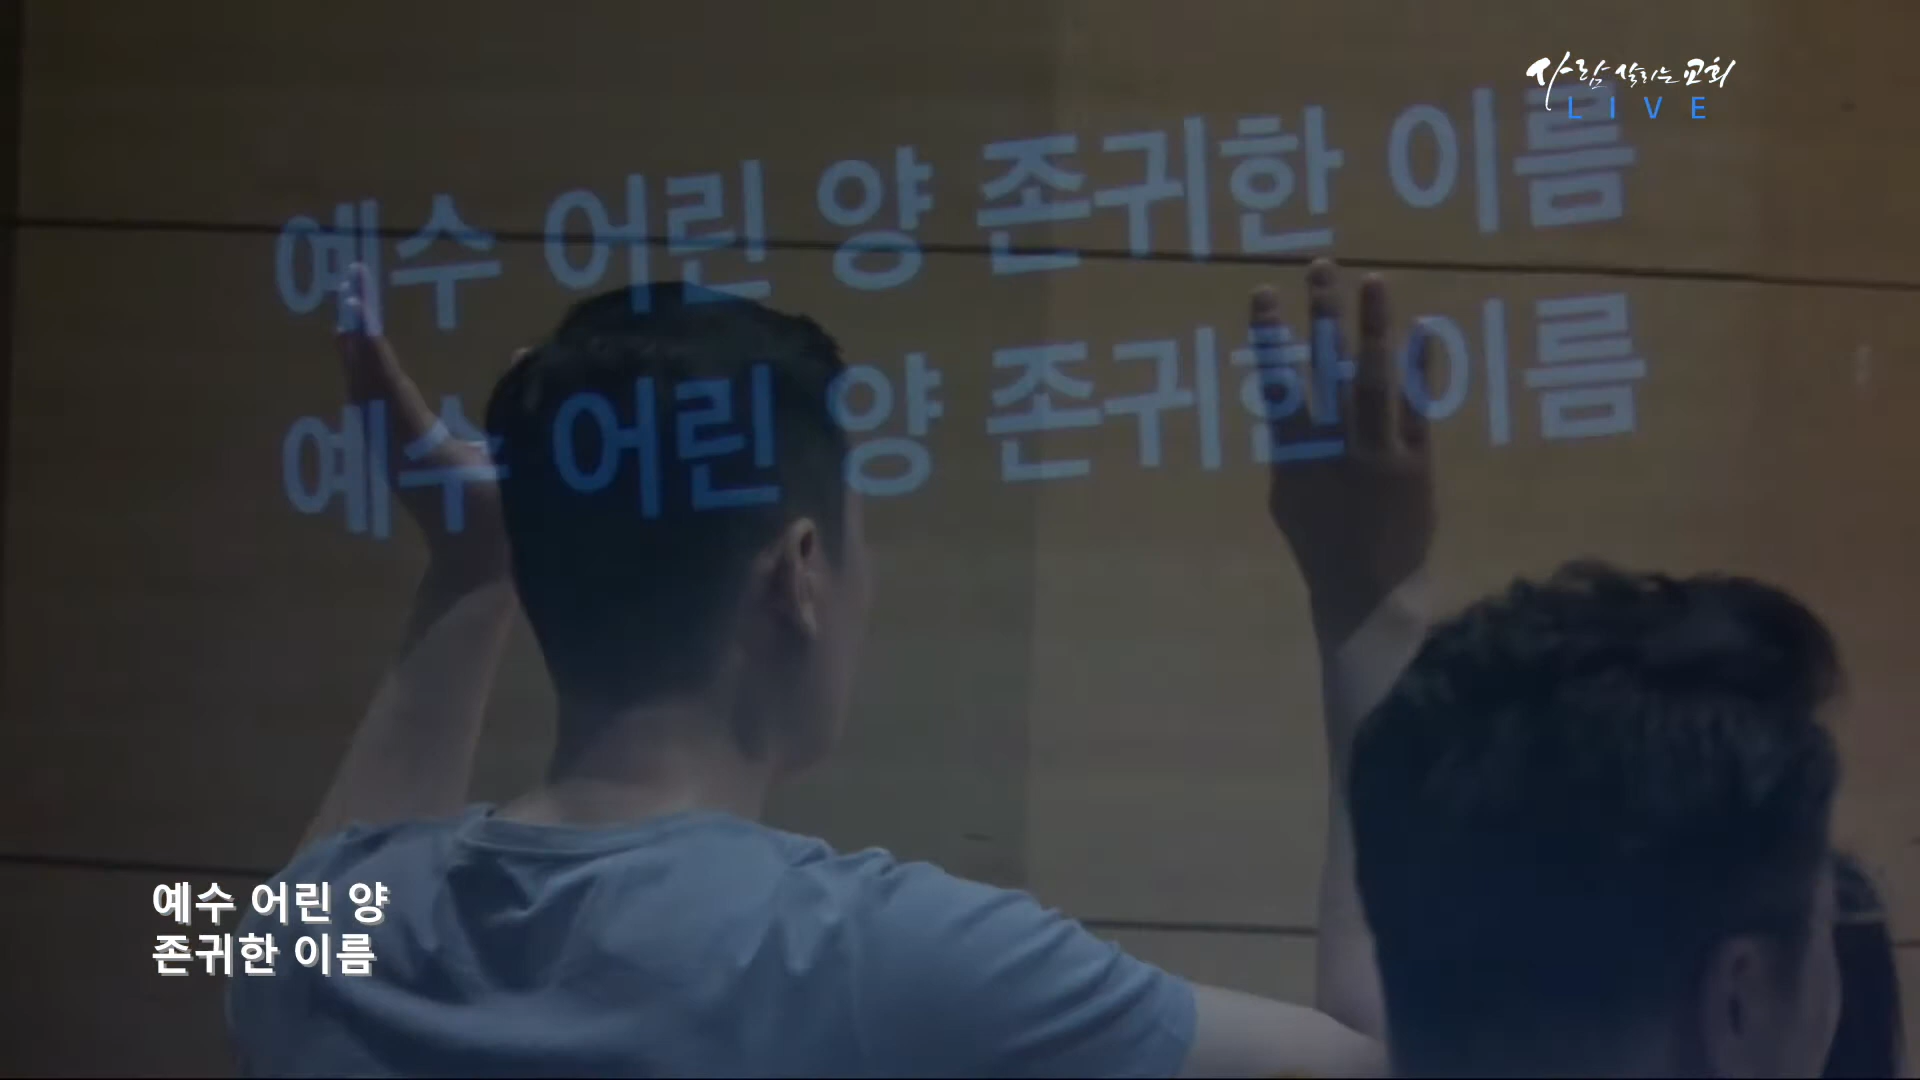 사람 살리는 교회
LIVE
예수 어린 양 존귀한 이름
예수 어린 양 존귀한 이름
예수 어린 양
존귀한 이름